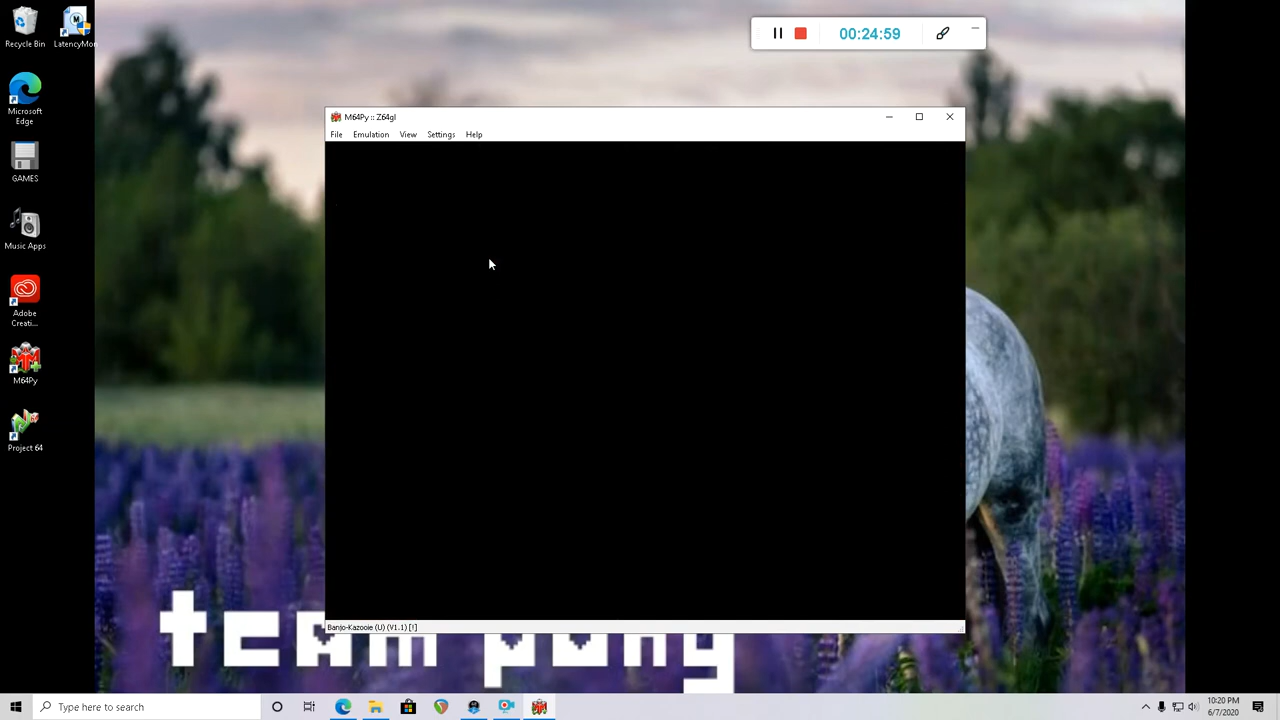 Recycle Bin
LatencyMon
Microsoft
Edge
GAMES
Music Apps
Adobe
Creati...
M64Py
Project 64
00:24:59
M64Py :: Z64gl
File Emulation View Settings Help
Banjo-Kazooie (U) (V1.1) [!]
team pony
Type here to search
10:20 PM
6/7/2020